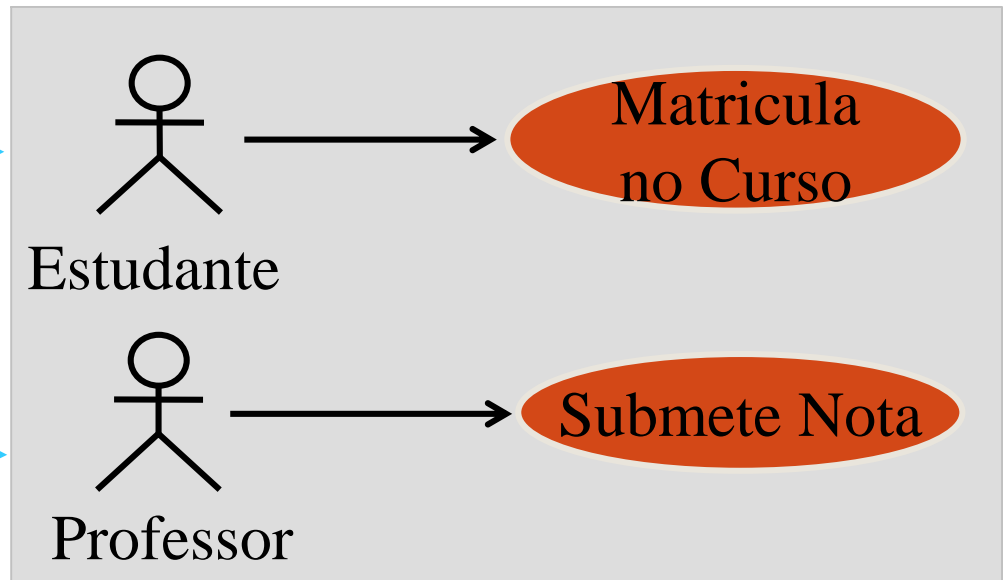 Matricula
no Curso
Estudante
Submete Nota
Professor